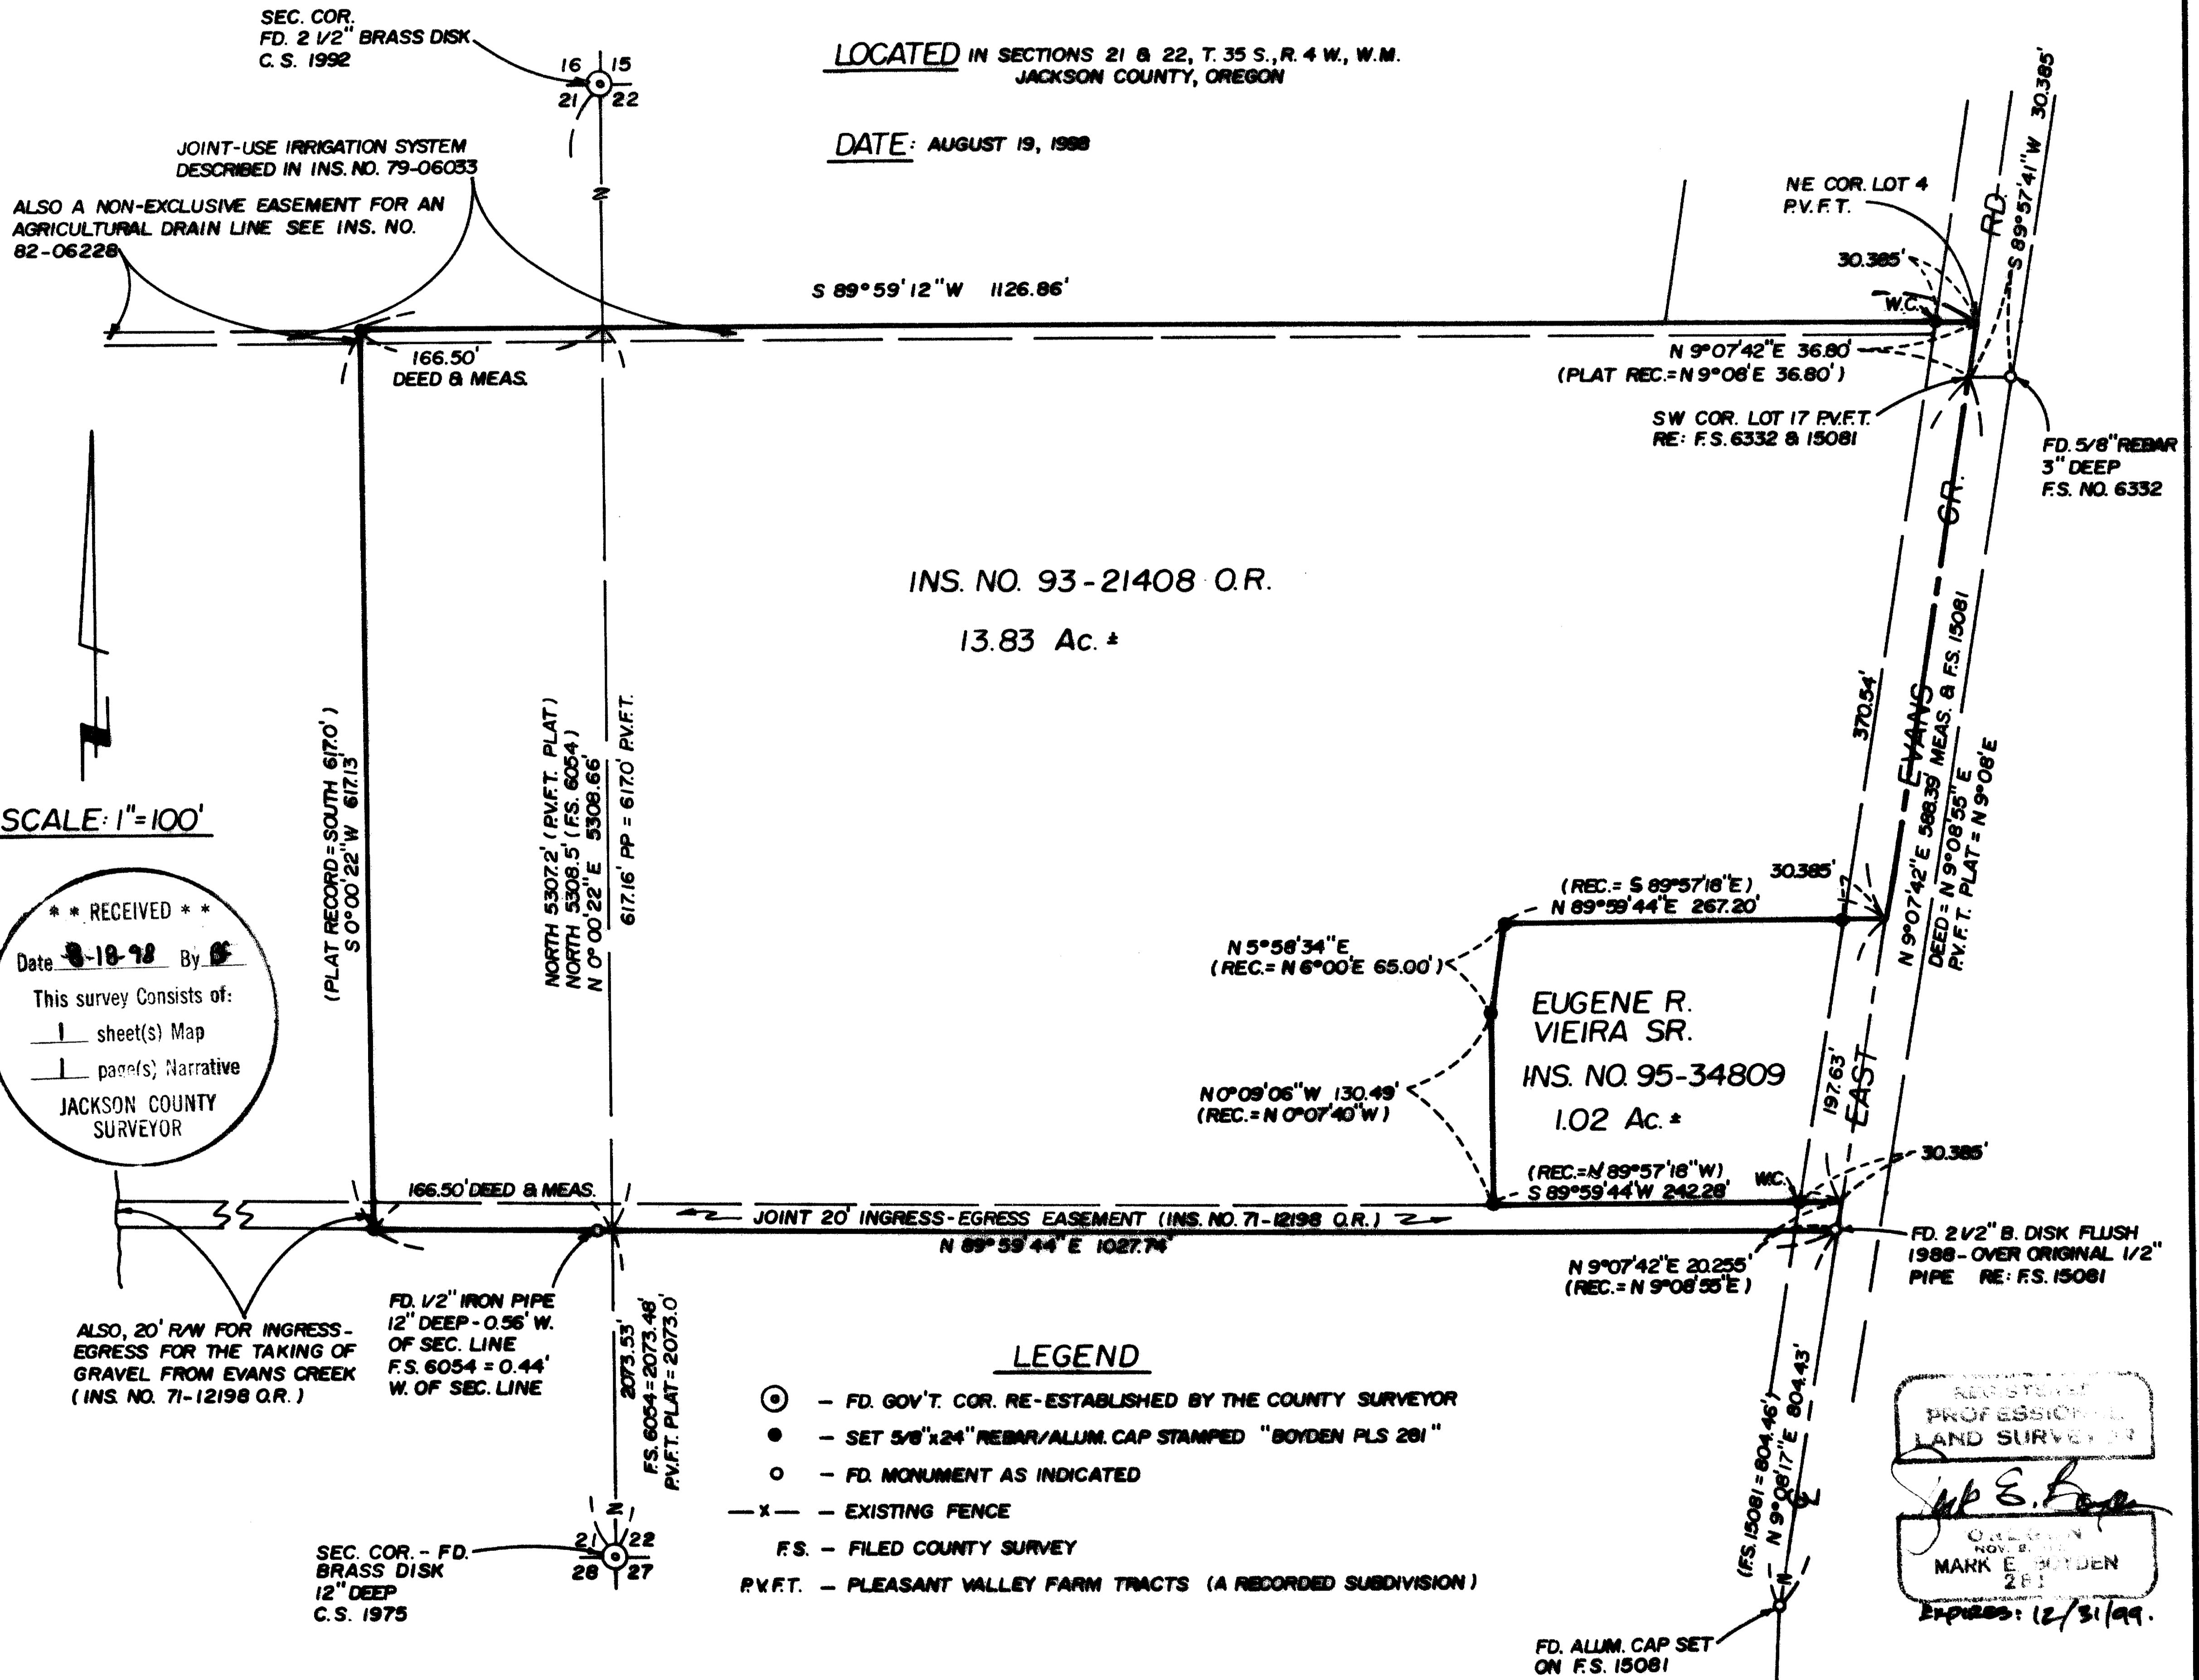 SEC. COR.
FD. 2 1/2" BRASS DISK
C. S. 1992
16 15
21 22
LOCATED IN SECTIONS 21 & 22, T. 35 S., R. 4 W., W.M.
JACKSON COUNTY, OREGON
DATE: AUGUST 19, 1998
JOINT-USE IRRIGATION SYSTEM
DESCRIBED IN INS. NO. 79-06033
ALSO A NON-EXCLUSIVE EASEMENT FOR AN
AGRICULTURAL DRAIN LINE SEE INS. NO.
82-06228
S 89°59'12"W 1126.86'
166.50'
DEED & MEAS.
NE COR. LOT 4
P.V.F.T.
30.385'
W.C.
RD.
S 89°57'41"W 30.385'
N 9°07'42"E 36.80'
(PLAT REC.=N 9°08'E 36.80')
SW COR. LOT 17 P.V.F.T.
RE: F.S. 6332 & 15081
FD. 5/8" REBAR
3" DEEP
F.S. NO. 6332
INS. NO. 93-21408 O.R.
13.83 Ac. ±
(PLAT RECORD=SOUTH 617.0')
S 0°00'22"W 617.13'
NORTH 5307.2' (P.V.F.T. PLAT)
NORTH 5308.5' (F.S. 6054)
N 0°00'22"E 5308.66'
617.16' PP = 617.0' P.V.F.T.
370.54'
CR.
EVANS
EAST
N 9°07'42"E 588.39' MEAS. & F.S. 15081
DEED = N 9°08'55"E
P.V.F.T. PLAT = N 9°08'E
SCALE: 1"=100'
* * RECEIVED * *
Date 8-18-98 By
This survey Consists of:
1 sheet(s) Map
1 page(s) Narrative
JACKSON COUNTY
SURVEYOR
(REC.= S 89°57'18"E)
N 89°59'44"E 267.20'
30.385'
N 5°58'34"E
(REC.= N 6°00'E 65.00')
EUGENE R.
VIEIRA SR.
INS. NO. 95-34809
1.02 Ac. ±
N 0°09'06"W 130.49'
(REC.= N 0°07'40"W)
197.63'
(REC.=N 89°57'18"W)
S 89°59'44"W 242.28'
W.C.
30.385'
166.50' DEED & MEAS.
JOINT 20' INGRESS-EGRESS EASEMENT (INS. NO. 71-12198 O.R.)
N 89°59'44"E 1027.74'
N 9°07'42"E 20.255'
(REC.= N 9°08'55"E)
FD. 2 1/2" B. DISK FLUSH
1988-OVER ORIGINAL 1/2"
PIPE RE: F.S. 15081
ALSO, 20' R/W FOR INGRESS-
EGRESS FOR THE TAKING OF
GRAVEL FROM EVANS CREEK
(INS. NO. 71-12198 O.R.)
FD. 1/2" IRON PIPE
12" DEEP - 0.56' W.
OF SEC. LINE
F.S. 6054 = 0.44'
W. OF SEC. LINE
2073.53'
F.S. 6054=2073.48'
P.V.F.T. PLAT=2073.0'
LEGEND
– FD. GOV'T. COR. RE-ESTABLISHED BY THE COUNTY SURVEYOR
– SET 5/8"x24" REBAR/ALUM. CAP STAMPED "BOYDEN PLS 281"
– FD. MONUMENT AS INDICATED
—x— – EXISTING FENCE
F.S. – FILED COUNTY SURVEY
P.V.F.T. – PLEASANT VALLEY FARM TRACTS (A RECORDED SUBDIVISION)
SEC. COR. - FD.
BRASS DISK
12" DEEP
C.S. 1975
21 22
28 27
(F.S. 15081=804.46')
N 9°08'17"E 804.43'
FD. ALUM. CAP SET
ON F.S. 15081
REGISTERED
PROFESSIONAL
LAND SURVEYOR
OREGON
MARK E. BOYDEN
281
EXPIRES: 12/31/99.